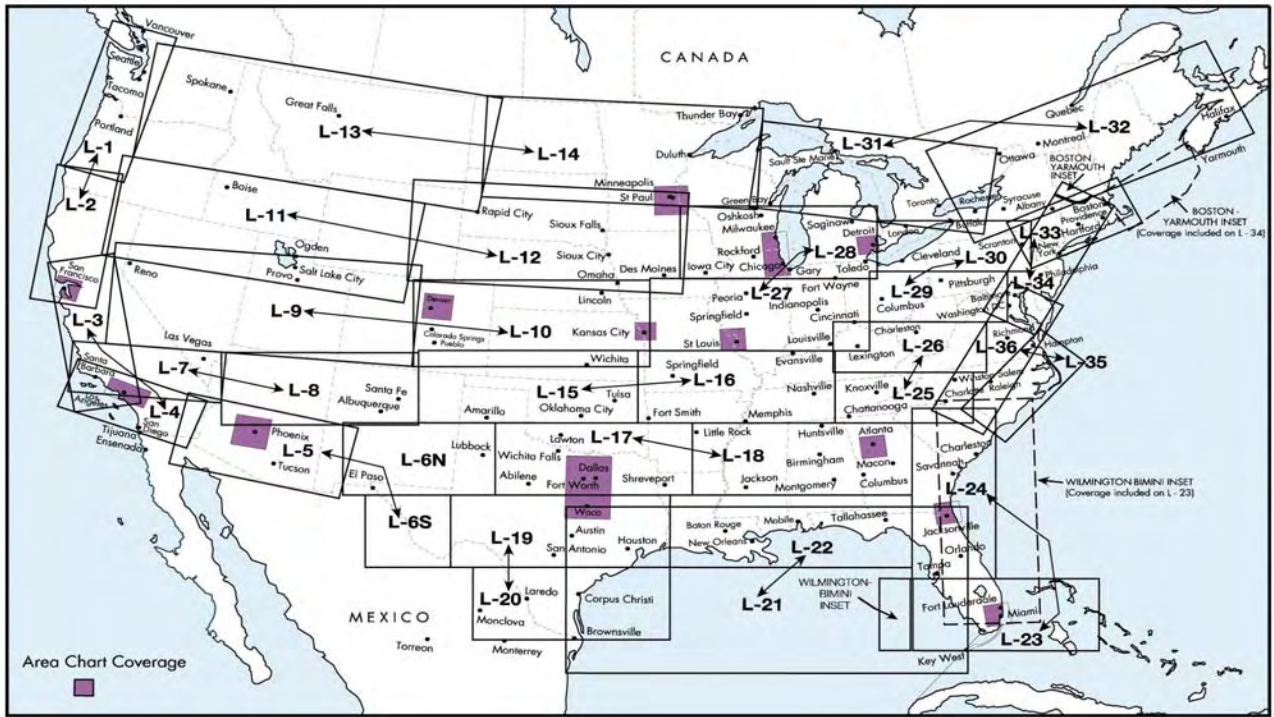 Vancouver
CANADA
Seattle
Tacoma
Portland
Spokane
Great Falls
Thunder Bay
Duluth
Quebec
Halifax
L-1
L-13
L-14
L-31
L-32
Sault Ste Marie
Ottawa
Montreal
Yarmouth
BOSTON
YARMOUTH
INSET
L-2
Boise
L-11
Rapid City
Minneapolis
St Paul
Green Bay
Oshkosh
Milwaukee
Saginaw
Toronto
Rochester
Buffalo
Syracuse
Albany
Boston
Providence
Hartford
BOSTON -
YARMOUTH INSET
(Coverage included on L - 34)
Detroit
London
Sioux Falls
Ogden
L-12
Sioux City
Rockford
Chicago
L-28
Cleveland
Scranton
L-30
L-33
New
York
San
Francisco
Reno
Provo
Salt Lake City
Omaha
Des Moines
Iowa City
Gary
Toledo
Fort Wayne
Lincoln
Peoria
L-27
Indianapolis
L-29
Columbus
Pittsburgh
Philadelphia
L-34
Baltimore
Washington DC
L-3
L-9
Denver
Colorado Springs
Pueblo
L-10
Kansas City
Springfield
Cincinnati
St Louis
Louisville
Charleston
L-26
Richmond
L-36
Hampton
L-35
Las Vegas
Santa
Barbara
Los
Angeles
L-7
L-8
Santa Fe
Albuquerque
Wichita
Springfield
Evansville
Lexington
L-15
L-16
Tulsa
Nashville
Knoxville
L-25
Winston Salem
Charlotte
Raleigh
L-4
San
Diego
Tijuana
Ensenada
Amarillo
Oklahoma City
Fort Smith
Memphis
Chattanooga
Phoenix
L-5
Tucson
Lubbock
L-6N
El Paso
Lawton
L-17
Wichita Falls
Little Rock
L-18
Huntsville
Atlanta
Charleston
Abilene
Dallas
Fort Worth
Shreveport
Birmingham
Macon
Savannah
Jackson
Montgomery
Columbus
L-24
WILMINGTON BIMINI INSET
(Coverage included on L - 23)
Waco
L-6S
L-19
Austin
San Antonio
Houston
Baton Rouge
New Orleans
Mobile
Tallahassee
Jacksonville
L-22
Orlando
Tampa
L-20
Laredo
Monclova
Corpus Christi
L-21
WILMINGTON-
BIMINI
INSET
Fort Lauderdale
Miami
L-23
MEXICO
Brownsville
Torreon
Monterrey
Key West
Area Chart Coverage